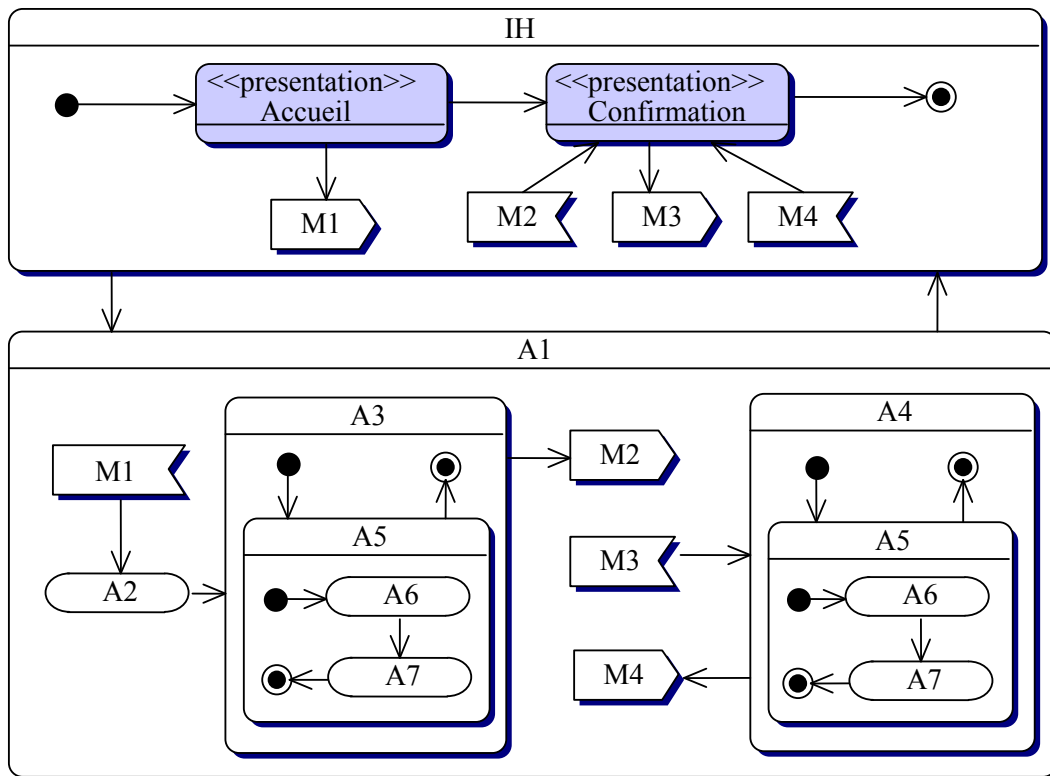 IH
<<presentation>>
Accueil
<<presentation>>
Confirmation
M1
M2
M3
M4
A1
M1
A2
A3
A5
A6
A7
M2
M3
M4
A4
A5
A6
A7